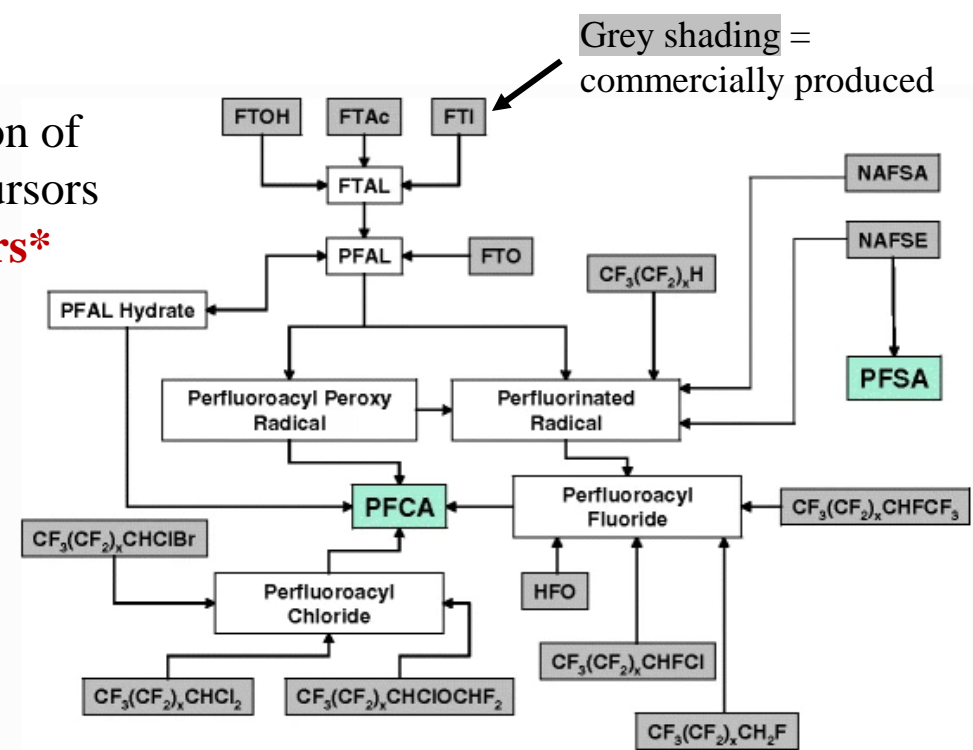 Grey shading =
commercially produced
on of
ursors
rs*
FTOH
FTAc
FTI
FTAL
NAFSA
PFAL
FTO
NAFSE
CF₃(CF₂)ₓH
PFAL Hydrate
PFSA
Perfluoroacyl Peroxy
Radical
Perfluorinated
Radical
PFCA
Perfluoroacyl
Fluoride
CF₃(CF₂)ₓCHFCF₃
CF₃(CF₂)ₓCHClBr
Perfluoroacyl
Chloride
HFO
CF₃(CF₂)ₓCHFCl
CF₃(CF₂)ₓCHCl₂
CF₃(CF₂)ₓCHClOCHF₂
CF₃(CF₂)ₓCH₂F